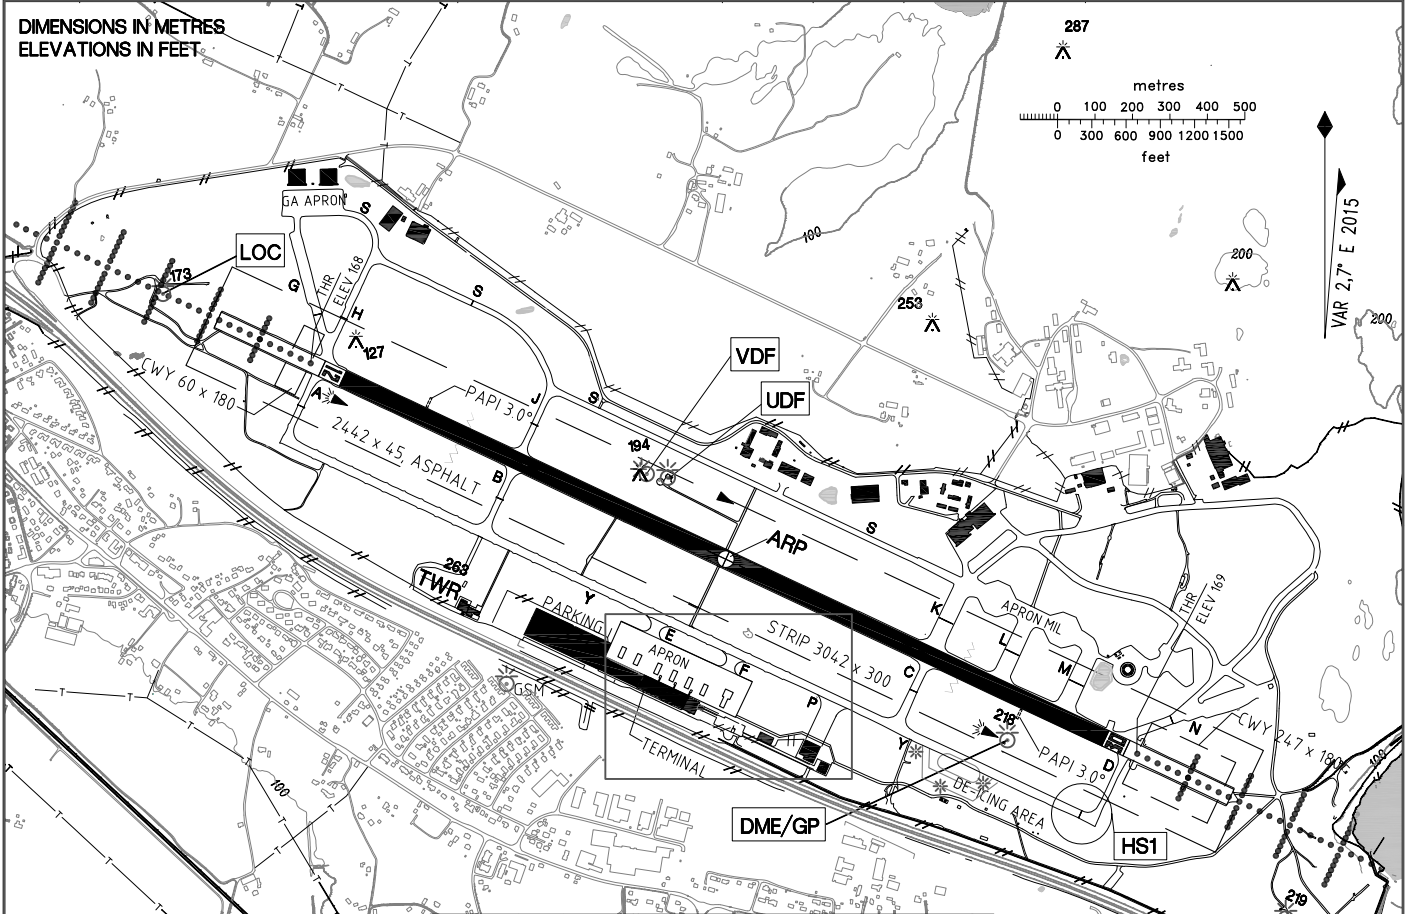 DIMENSIONS IN METRES
ELEVATIONS IN FEET
287
metres
0 100 200 300 400 500
0 300 600 900 1200 1500
feet
VAR 2,7° E 2015
GA APRON
S
LOC
173
THR
ELEV 168
G
H
127
S
100
200
200
253
CWY 60 x 180
12
A
PAPI 3.0°
J
S
VDF
UDF
2442 x 45, ASPHALT
B
194
S
ARP
263
TWR
Y
PARKING
E
APRON
F
STRIP 3042 x 300
C
K
L
M
APRON MIL
THR
ELEV 169
N
CWY 247 x 180
GSM
TERMINAL
P
Y
218
PAPI 3.0°
D
DE-ICING AREA
DME/GP
HS1
100
100
219
T
T
T
T
T
T
T
T
T
T